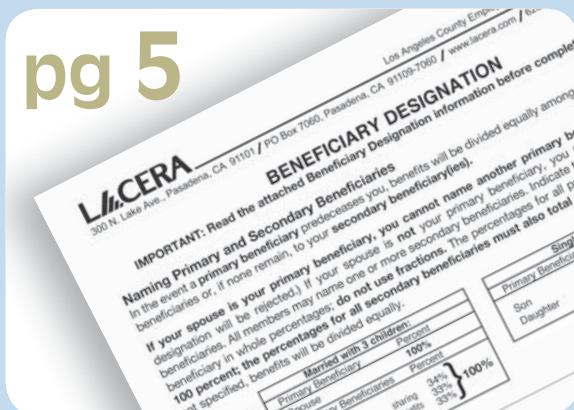 pg 5
Los Angeles County
LACERA
300 N. Lake Ave., Pasadena, CA 91101 / PO Box 7060, Pasadena, CA 91109-7060 / www.lacera.com /
BENEFICIARY DESIGNATION
IMPORTANT: Read the attached Beneficiary Designation information before
Naming Primary and Secondary Beneficiaries
In the event a primary beneficiary predeceases you, benefits will be divided equally among
beneficiaries or, if none remain, to your secondary beneficiary(ies).
If your spouse is your primary beneficiary, you cannot name another primary
designation will be rejected.) If your spouse is not your primary beneficiary, you
beneficiaries. All members may name one or more secondary beneficiaries. Indicate
beneficiary in whole percentages; do not use fractions. The percentages for all
100 percent; the percentages for all secondary beneficiaries must also total
specified, benefits will be divided equally.
Married with 3 children:
Primary Beneficiary Percent
100%
Beneficiaries Percent
sharing 34%
33%
33%
100%
Primary
Son
Daughter